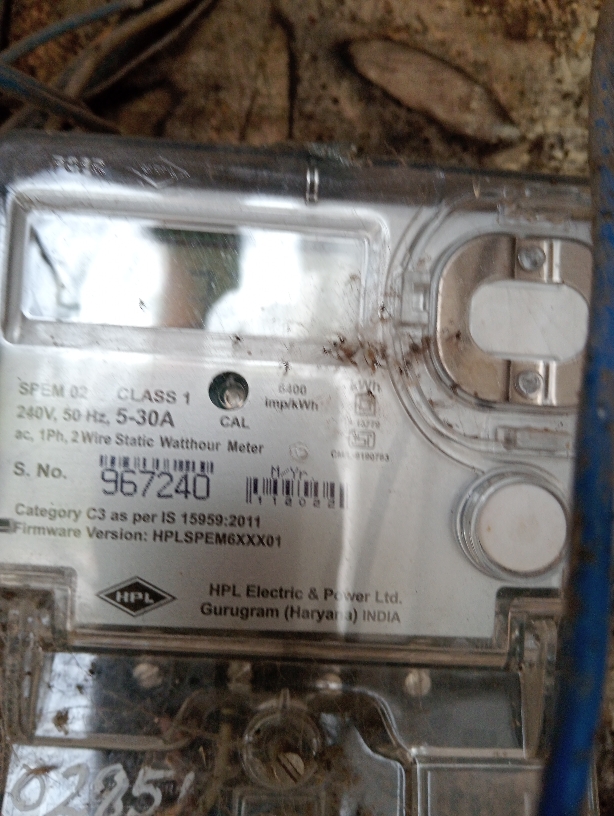 SPEM 02 CLASS 1
6400
imp/kWh
kWh
240V, 50 Hz, 5-30A
CAL
ac, 1Ph, 2 Wire Static Watthour Meter
S. No.
967240
M/Yr.
Category C3 as per IS 15959:2011
Firmware Version: HPLSPEM6XXX01
HPL
HPL Electric & Power Ltd.
Gurugram (Haryana) INDIA